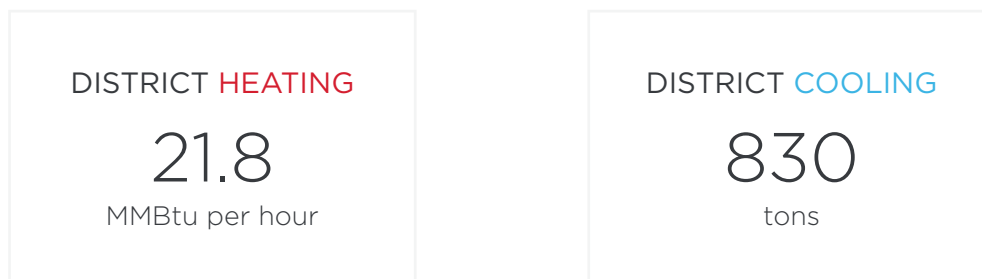 DISTRICT HEATING
21.8
MMBtu per hour
DISTRICT COOLING
830
tons